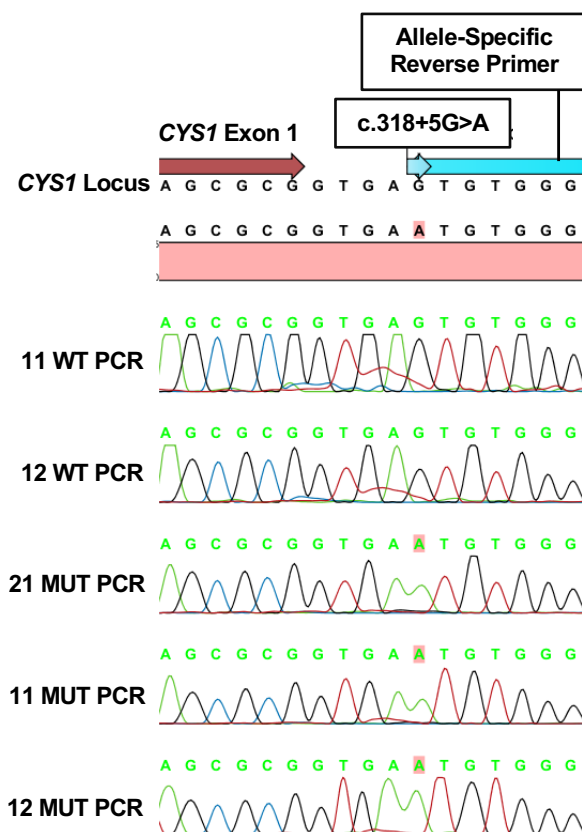 Allele-Specific
Reverse Primer
CYS1 Exon 1
c.318+5G>A
CYS1 Locus
A G C G C G G T G A G T G T G G G
A G C G C G G T G A A T G T G G G
A G C G C G G T G A G T G T G G G
11 WT PCR
A G C G C G G T G A G T G T G G G
12 WT PCR
A G C G C G G T G A A T G T G G G
21 MUT PCR
A G C G C G G T G A A T G T G G G
11 MUT PCR
A G C G C G G T G A A T G T G G G
12 MUT PCR